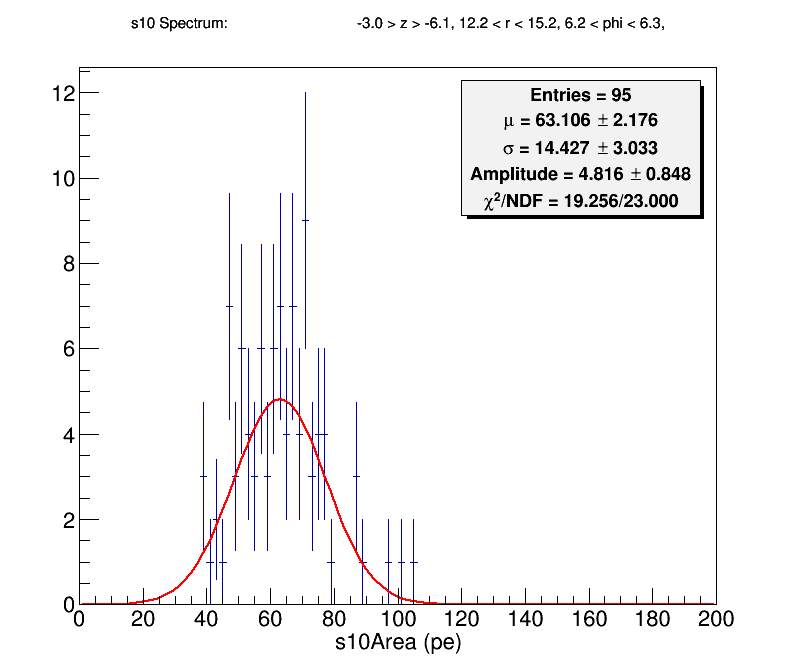 s10 Spectrum: -3.0 > z > -6.1, 12.2 < r < 15.2, 6.2 < phi < 6.3,
Entries = 95
μ = 63.106 ± 2.176
σ = 14.427 ± 3.033
Amplitude = 4.816 ± 0.848
χ²/NDF = 19.256/23.000
12
10
8
6
4
2
0
0 20 40 60 80 100 120 140 160 180 200
s10Area (pe)